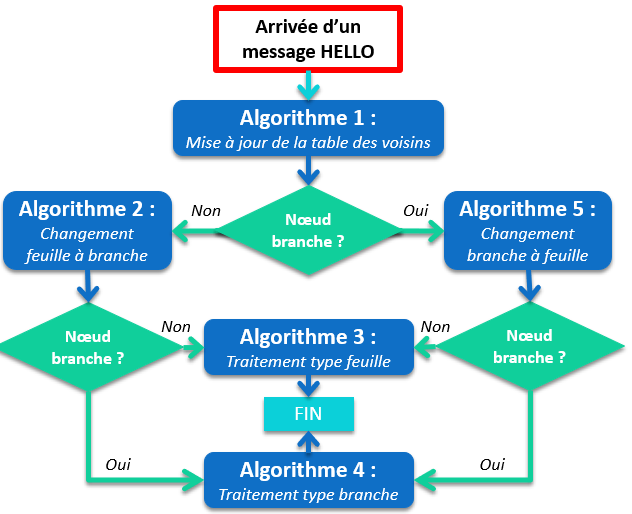 Arrivée d’un
message HELLO
Algorithme 1 :
Mise à jour de la table des voisins
Non
Nœud
branche ?
Oui
Algorithme 2 :
Changement
feuille à branche
Algorithme 5 :
Changement
branche à feuille
Nœud
branche ?
Non
Algorithme 3 :
Traitement type feuille
Non
Nœud
branche ?
FIN
Oui
Algorithme 4 :
Traitement type branche
Oui